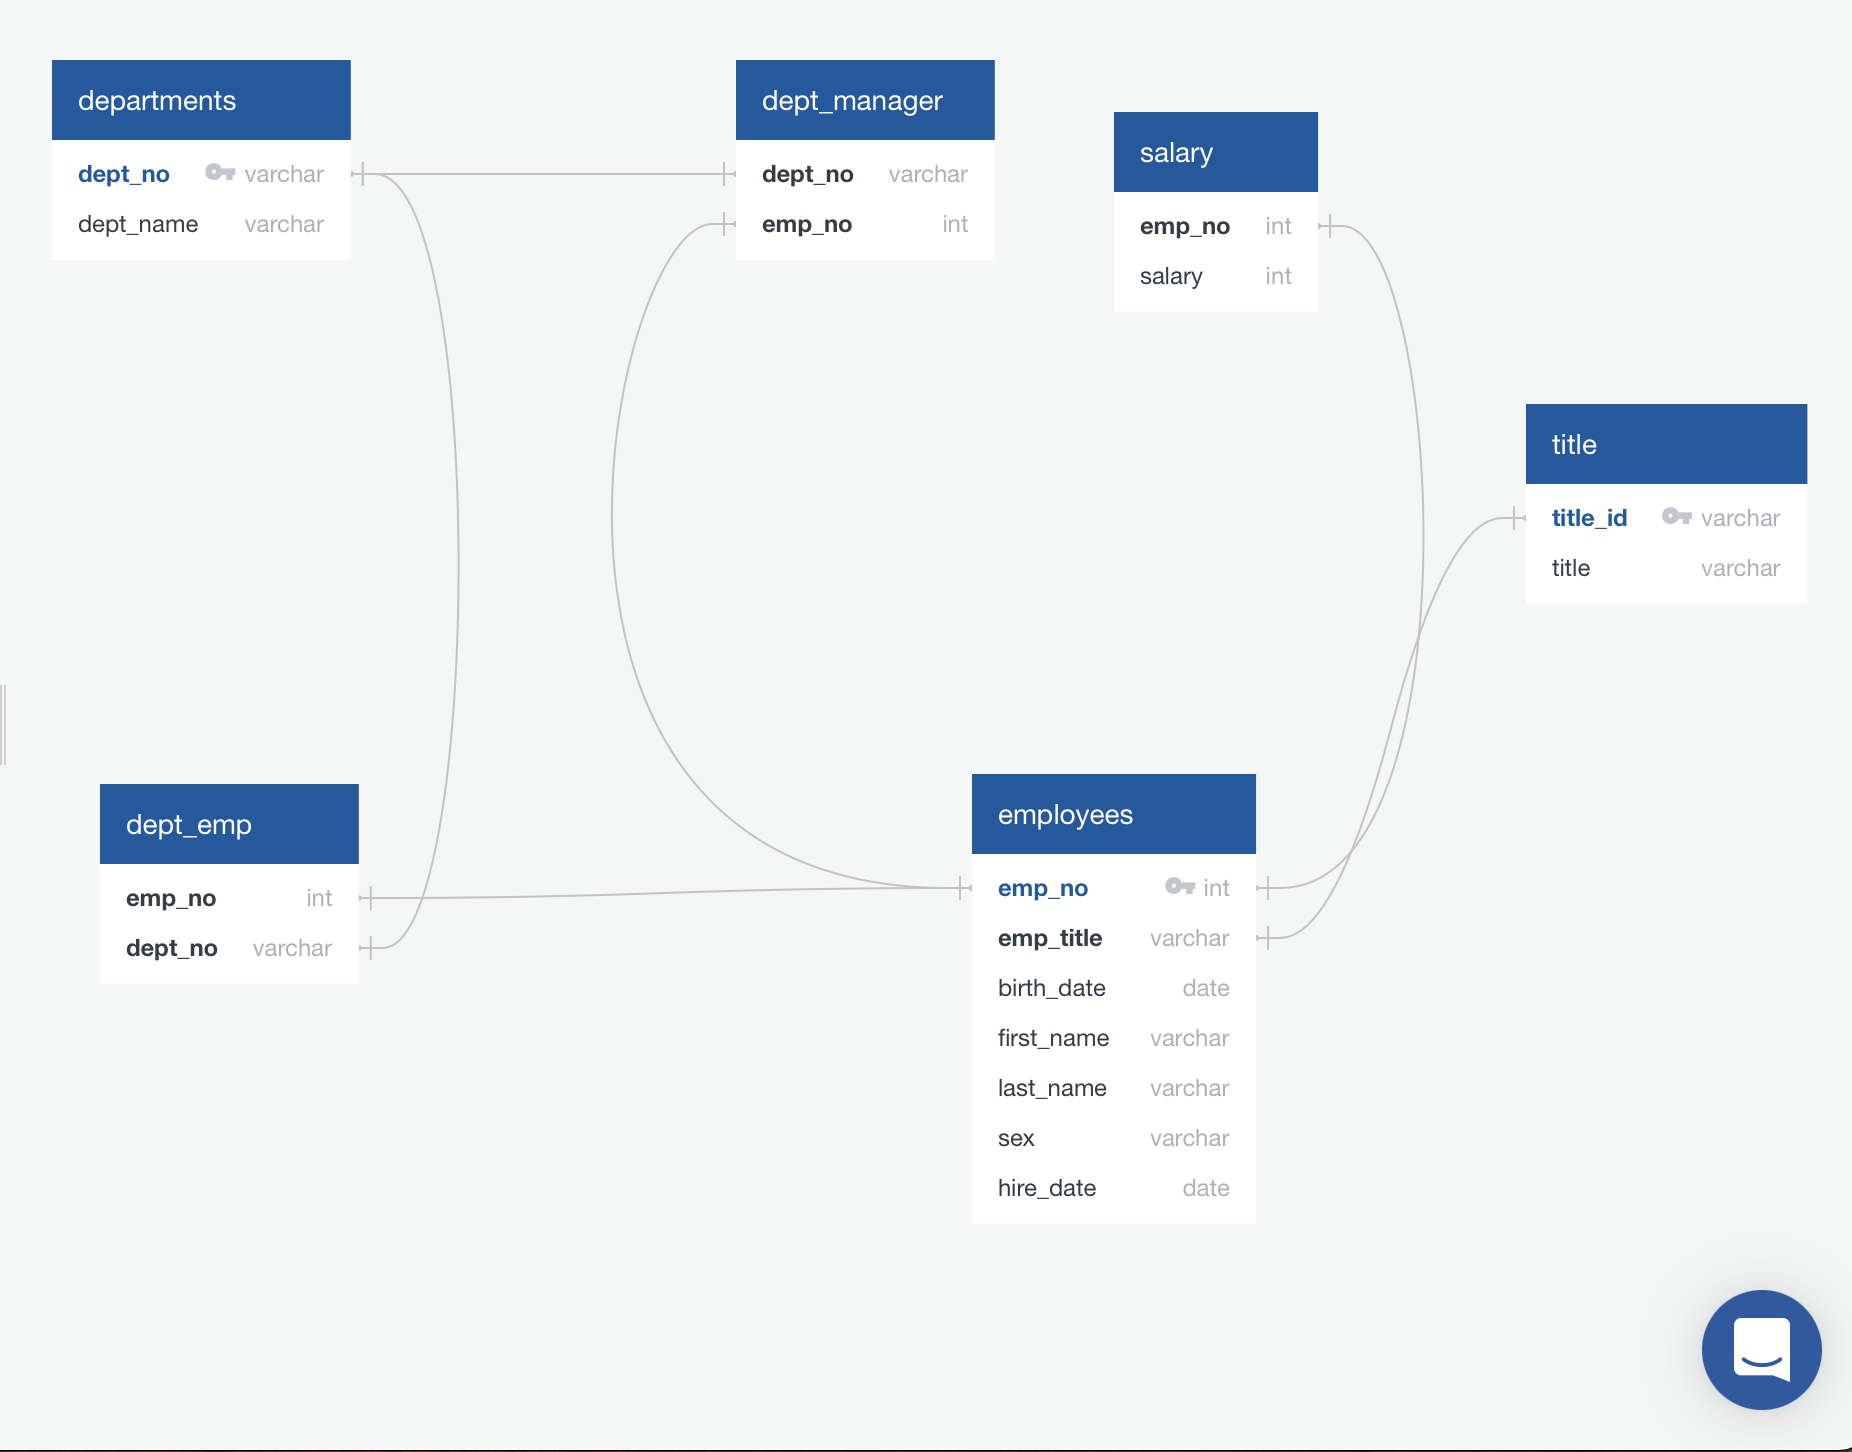 departments
dept_no varchar
dept_name varchar
dept_manager
dept_no varchar
emp_no int
salary
emp_no int
salary int
title
title_id varchar
title varchar
dept_emp
emp_no int
dept_no varchar
employees
emp_no int
emp_title varchar
birth_date date
first_name varchar
last_name varchar
sex varchar
hire_date date